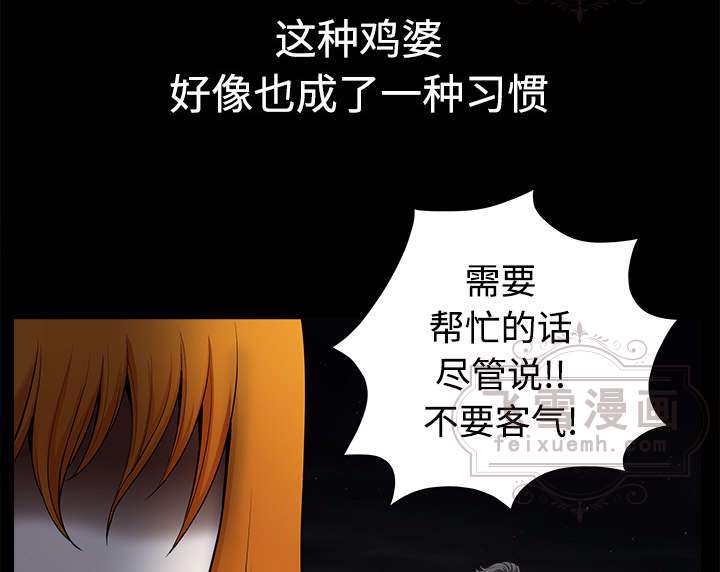 这种鸡婆
好像也成了一种习惯
需要
帮忙的话
尽管说!!
不要客气!
飞雪漫画
feixuemh.com